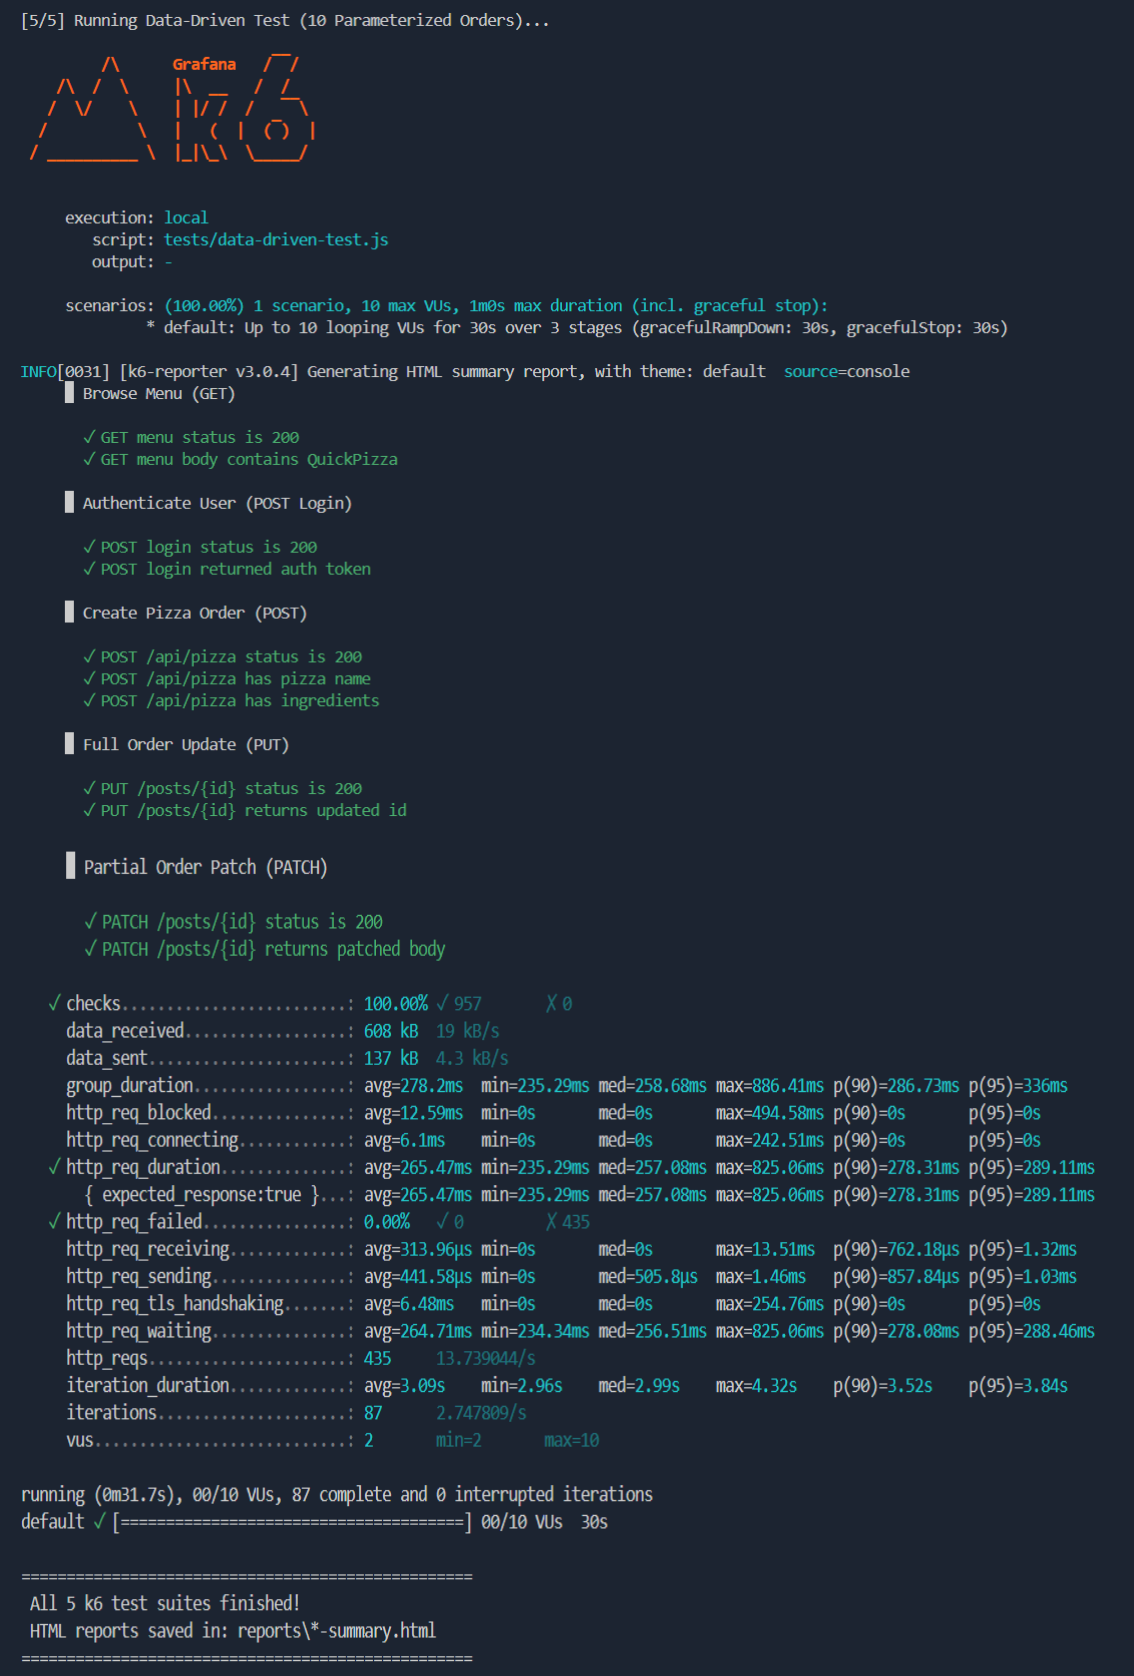 [5/5] Running Data-Driven Test (10 Parameterized Orders)...
Grafana
execution: local
script: tests/data-driven-test.js
output: -
scenarios: (100.00%) 1 scenario, 10 max VUs, 1m0s max duration (incl. graceful stop):
* default: Up to 10 looping VUs for 30s over 3 stages (gracefulRampDown: 30s, gracefulStop: 30s)
INFO[0031] [k6-reporter v3.0.4] Generating HTML summary report, with theme: default  source=console
█ Browse Menu (GET)
✓ GET menu status is 200
✓ GET menu body contains QuickPizza
█ Authenticate User (POST Login)
✓ POST login status is 200
✓ POST login returned auth token
█ Create Pizza Order (POST)
✓ POST /api/pizza status is 200
✓ POST /api/pizza has pizza name
✓ POST /api/pizza has ingredients
█ Full Order Update (PUT)
✓ PUT /posts/{id} status is 200
✓ PUT /posts/{id} returns updated id
█ Partial Order Patch (PATCH)
✓ PATCH /posts/{id} status is 200
✓ PATCH /posts/{id} returns patched body
✓ checks.........................: 100.00% ✓ 957 ✗ 0
data_received..................: 608 kB 19 kB/s
data_sent......................: 137 kB 4.3 kB/s
group_duration.................: avg=278.2ms min=235.29ms med=258.68ms max=886.41ms p(90)=286.73ms p(95)=336ms
http_req_blocked...............: avg=12.59ms min=0s med=0s max=494.58ms p(90)=0s p(95)=0s
http_req_connecting............: avg=6.1ms min=0s med=0s max=242.51ms p(90)=0s p(95)=0s
✓ http_req_duration..............: avg=265.47ms min=235.29ms med=257.08ms max=825.06ms p(90)=278.31ms p(95)=289.11ms
{ expected_response:true }...: avg=265.47ms min=235.29ms med=257.08ms max=825.06ms p(90)=278.31ms p(95)=289.11ms
✓ http_req_failed................: 0.00% ✓ 0 ✗ 435
http_req_receiving.............: avg=313.96µs min=0s med=0s max=13.51ms p(90)=762.18µs p(95)=1.32ms
http_req_sending...............: avg=441.58µs min=0s med=505.8µs max=1.46ms p(90)=857.84µs p(95)=1.03ms
http_req_tls_handshaking.......: avg=6.48ms min=0s med=0s max=254.76ms p(90)=0s p(95)=0s
http_req_waiting...............: avg=264.71ms min=234.34ms med=256.51ms max=825.06ms p(90)=278.08ms p(95)=288.46ms
http_reqs......................: 435 13.739044/s
iteration_duration.............: avg=3.09s min=2.96s med=2.99s max=4.32s p(90)=3.52s p(95)=3.84s
iterations.....................: 87 2.747809/s
vus............................: 2 min=2 max=10
running (0m31.7s), 00/10 VUs, 87 complete and 0 interrupted iterations
default ✓ [======================================] 00/10 VUs  30s
==================================================
All 5 k6 test suites finished!
HTML reports saved in: reports\*-summary.html
==================================================